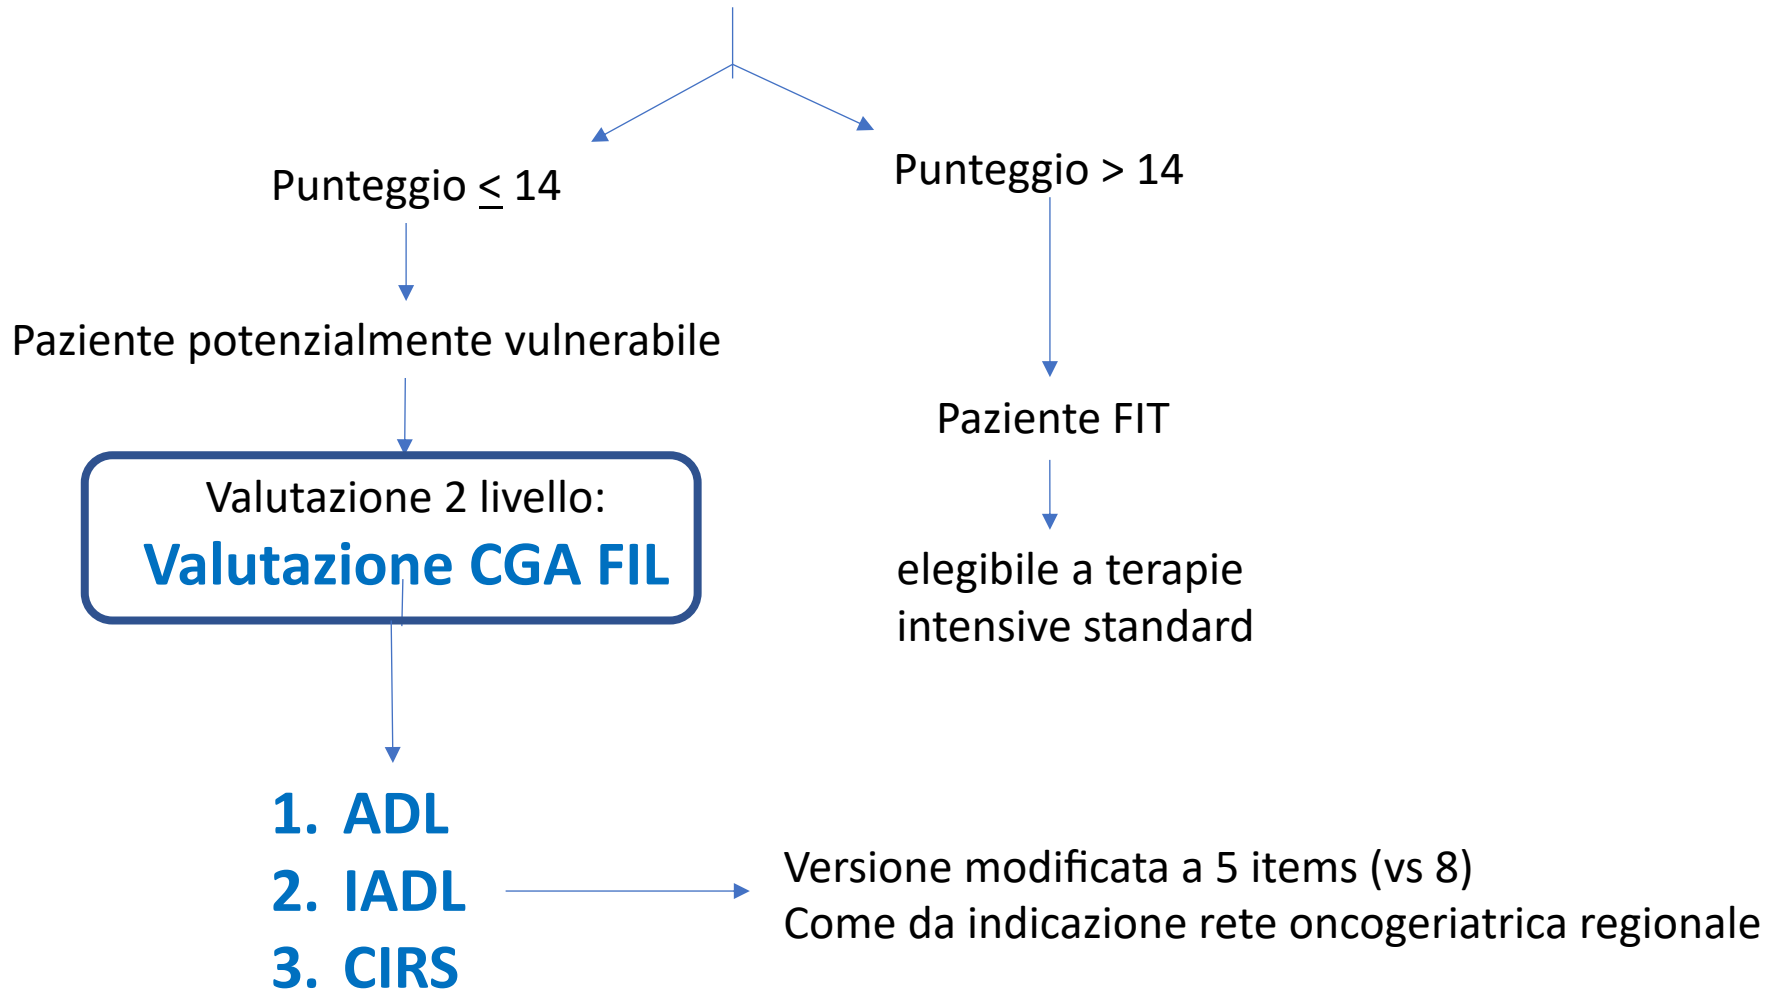 Punteggio ≤ 14
Punteggio > 14
Paziente potenzialmente vulnerabile
Paziente FIT
Valutazione 2 livello:
Valutazione CGA FIL
elegibile a terapie
intensive standard
1. ADL
2. IADL
3. CIRS
Versione modificata a 5 items (vs 8)
Come da indicazione rete oncogeriatrica regionale